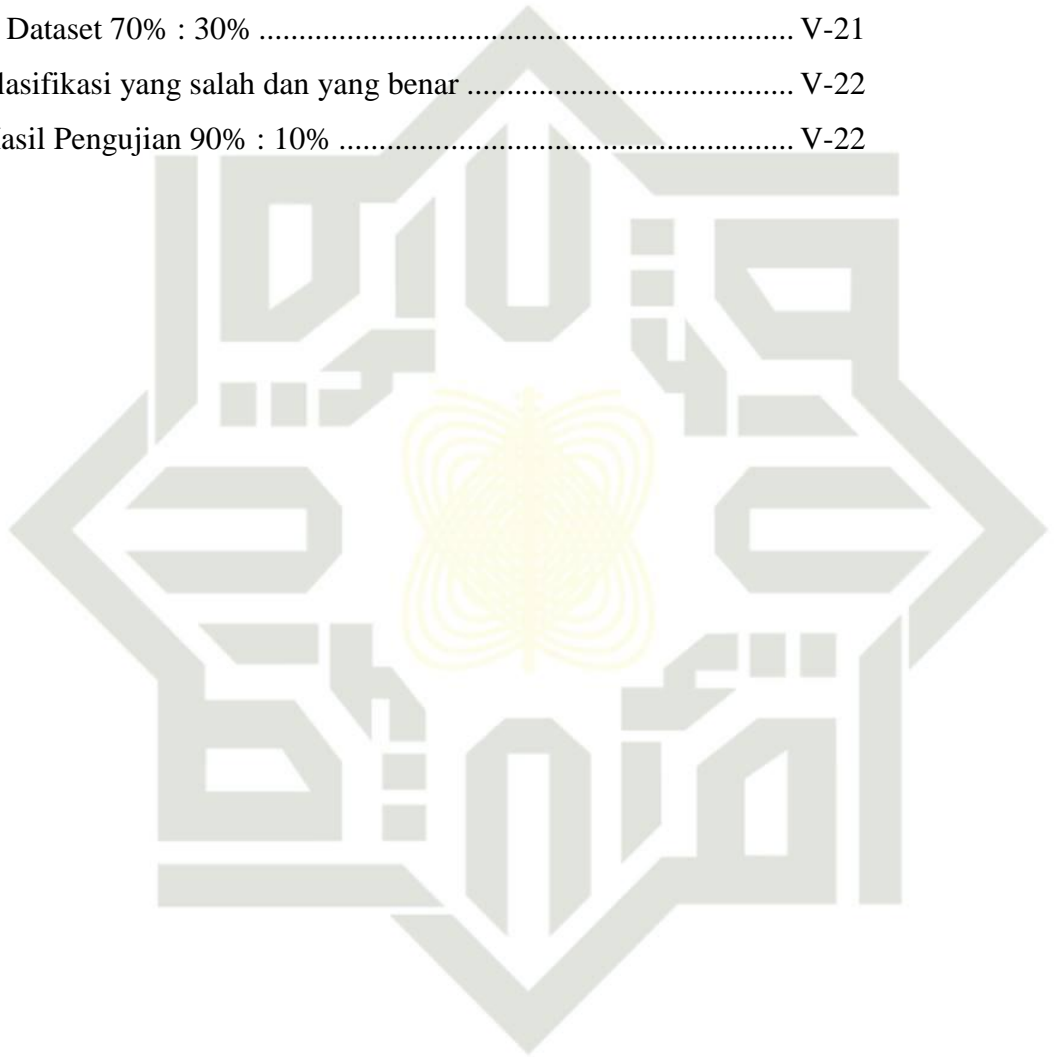 Dataset 70% : 30% .................................................................. V-21
lasifikasi yang salah dan yang benar ......................................... V-22
asil Pengujian 90% : 10% ......................................................... V-22